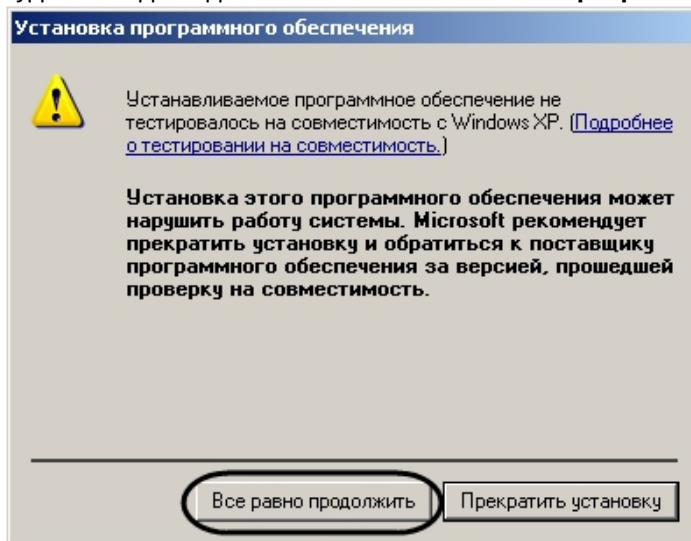 Установка программного обеспечения
Устанавливаемое программное обеспечение не
тестировалось на совместимость с Windows XP. (Подробнее
о тестировании на совместимость.)
Установка этого программного обеспечения может
нарушить работу системы. Microsoft рекомендует
прекратить установку и обратиться к поставщику
программного обеспечения за версией, прошедшей
проверку на совместимость.
Все равно продолжить
Прекратить установку